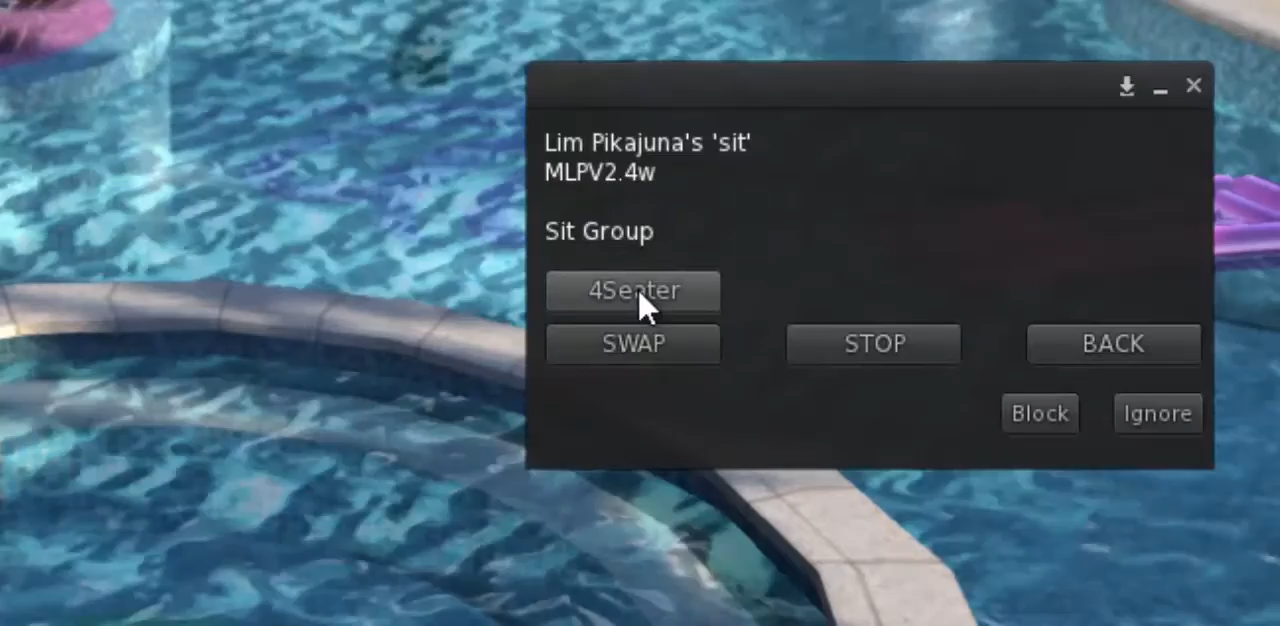 Lim Pikajuna's 'sit'
MLPV2.4w
Sit Group
4Seater
SWAP STOP BACK
Block Ignore